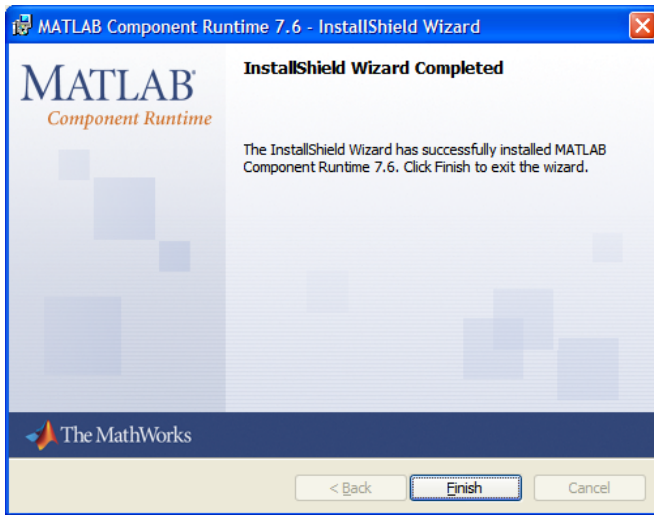 MATLAB Component Runtime 7.6 - InstallShield Wizard
MATLAB®
Component Runtime
InstallShield Wizard Completed
The InstallShield Wizard has successfully installed MATLAB
Component Runtime 7.6. Click Finish to exit the wizard.
The MathWorks
< Back
Finish
Cancel